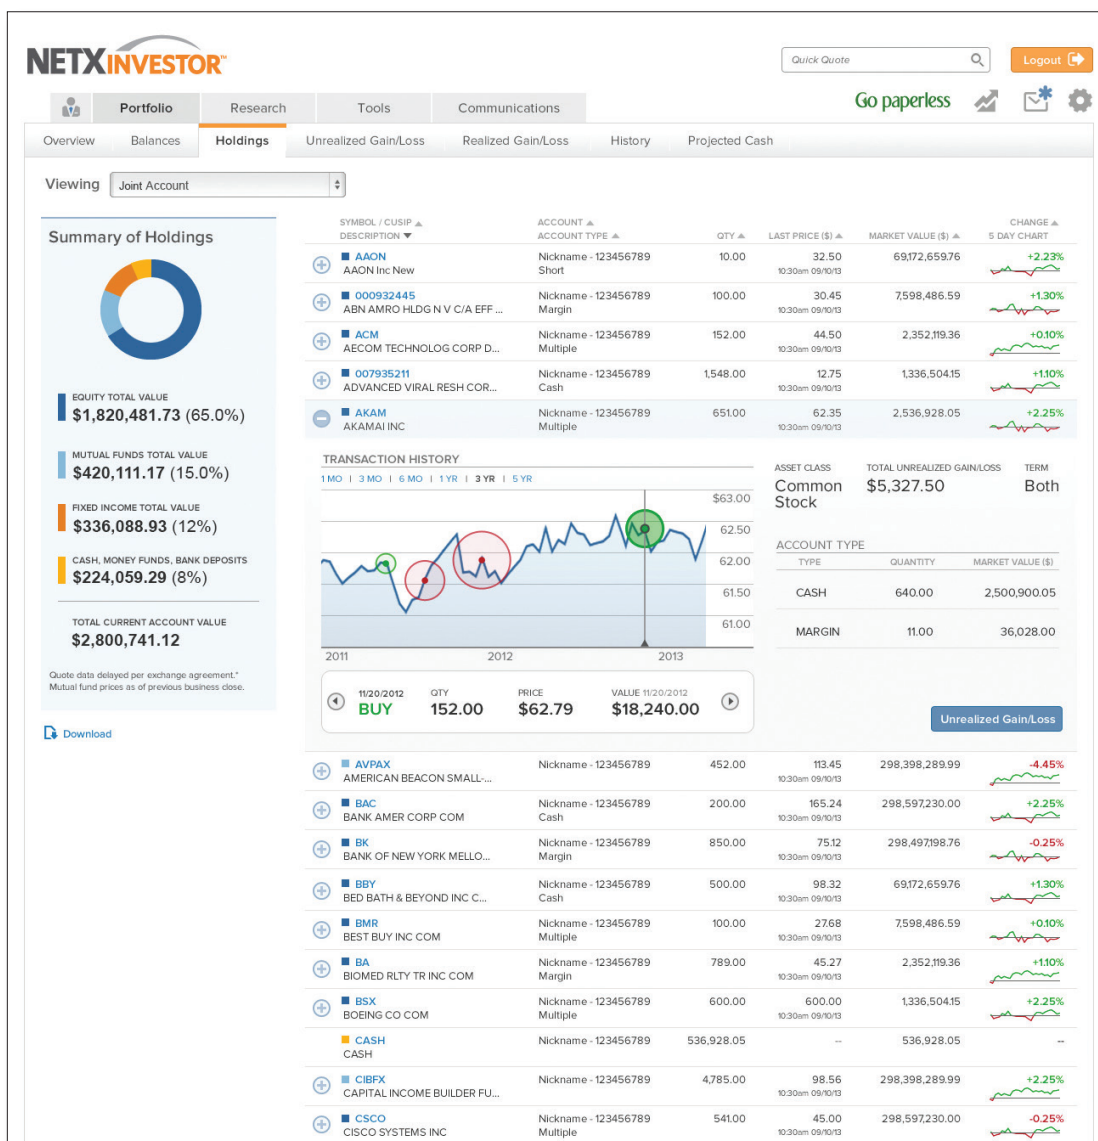 NETXINVESTOR™
Quick Quote
Logout
Portfolio Research Tools Communications
Go paperless
Overview Balances Holdings Unrealized Gain/Loss Realized Gain/Loss History Projected Cash
Viewing Joint Account
Summary of Holdings
EQUITY TOTAL VALUE
$1,820,481.73 (65.0%)
MUTUAL FUNDS TOTAL VALUE
$420,111.17 (15.0%)
FIXED INCOME TOTAL VALUE
$336,088.93 (12%)
CASH, MONEY FUNDS, BANK DEPOSITS
$224,059.29 (8%)
TOTAL CURRENT ACCOUNT VALUE
$2,800,741.12
Quote data delayed per exchange agreement.*
Mutual fund prices as of previous business close.
Download
SYMBOL / CUSIP ACCOUNT CHANGE
DESCRIPTION ACCOUNT TYPE QTY LAST PRICE ($) MARKET VALUE ($) 5 DAY CHART
AAON Nickname - 123456789 10.00 32.50 69,172,659.76 +2.23%
AAON Inc New Short 10:30am 09/10/13
000932445 Nickname - 123456789 100.00 30.45 7,598,486.59 +1.30%
ABN AMRO HLDG N V C/A EFF ... Margin 10:30am 09/10/13
ACM Nickname - 123456789 152.00 44.50 2,352,119.36 +0.10%
AECOM TECHNOLOG CORP D... Multiple 10:30am 09/10/13
007935211 Nickname - 123456789 1,548.00 12.75 1,336,504.15 +1.10%
ADVANCED VIRAL RESH COR... Cash 10:30am 09/10/13
AKAM Nickname - 123456789 651.00 62.35 2,536,928.05 +2.25%
AKAMAI INC Multiple 10:30am 09/10/13
TRANSACTION HISTORY
1 MO | 3 MO | 6 MO | 1 YR | 3 YR | 5 YR
$63.00
62.50
62.00
61.50
61.00
2011 2012 2013
11/20/2012 QTY PRICE VALUE 11/20/2012
BUY 152.00 $62.79 $18,240.00
ASSET CLASS TOTAL UNREALIZED GAIN/LOSS TERM
Common Stock $5,327.50 Both
ACCOUNT TYPE
TYPE QUANTITY MARKET VALUE ($)
CASH 640.00 2,500,900.05
MARGIN 11.00 36,028.00
Unrealized Gain/Loss
AVPAX Nickname - 123456789 452.00 113.45 298,398,289.99 -4.45%
AMERICAN BEACON SMALL-... 10:30am 09/10/13
BAC Nickname - 123456789 200.00 165.24 298,597,230.00 +2.25%
BANK AMER CORP COM Cash 10:30am 09/10/13
BK Nickname - 123456789 850.00 75.12 298,497,198.76 -0.25%
BANK OF NEW YORK MELLO... Margin 10:30am 09/10/13
BBY Nickname - 123456789 500.00 98.32 69,172,659.76 +1.30%
BED BATH & BEYOND INC C... Cash 10:30am 09/10/13
BMR Nickname - 123456789 100.00 27.68 7,598,486.59 +0.10%
BEST BUY INC COM Multiple 10:30am 09/10/13
BA Nickname - 123456789 789.00 45.27 2,352,119.36 +1.10%
BIOMED RLTY TR INC COM Margin 10:30am 09/10/13
BSX Nickname - 123456789 600.00 600.00 1,336,504.15 +2.25%
BOEING CO COM Multiple 10:30am 09/10/13
CASH Nickname - 123456789 536,928.05 -- 536,928.05 --
CASH
CIBFX Nickname - 123456789 4,785.00 98.56 298,398,289.99 +2.25%
CAPITAL INCOME BUILDER FU... 10:30am 09/10/13
CSCO Nickname - 123456789 541.00 45.00 298,597,230.00 -0.25%
CISCO SYSTEMS INC Multiple 10:30am 09/10/13